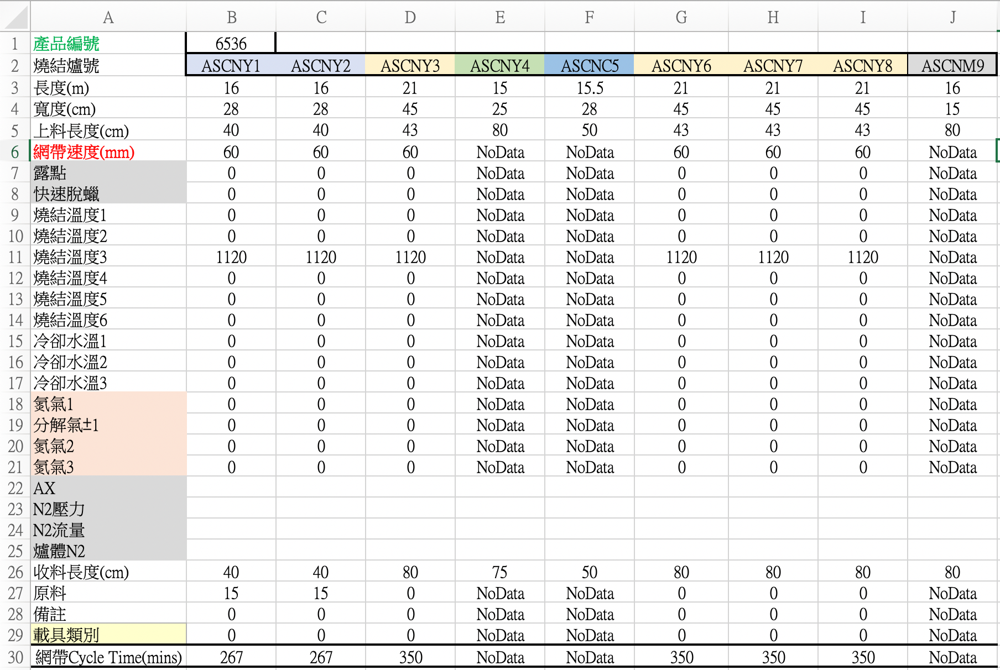 A B C D E F G H I J
1 產品編號 6536
2 燒結爐號 ASCNY1 ASCNY2 ASCNY3 ASCNY4 ASCNC5 ASCNY6 ASCNY7 ASCNY8 ASCNM9
3 長度(m) 16 16 21 15 15.5 21 21 21 16
4 寬度(cm) 28 28 45 25 28 45 45 45 15
5 上料長度(cm) 40 40 43 80 50 43 43 43 80
6 網帶速度(mm) 60 60 60 NoData NoData 60 60 60 NoData
7 露點 0 0 0 NoData NoData 0 0 0 NoData
8 快速脫蠟 0 0 0 NoData NoData 0 0 0 NoData
9 燒結溫度1 0 0 0 NoData NoData 0 0 0 NoData
10 燒結溫度2 0 0 0 NoData NoData 0 0 0 NoData
11 燒結溫度3 1120 1120 1120 NoData NoData 1120 1120 1120 NoData
12 燒結溫度4 0 0 0 NoData NoData 0 0 0 NoData
13 燒結溫度5 0 0 0 NoData NoData 0 0 0 NoData
14 燒結溫度6 0 0 0 NoData NoData 0 0 0 NoData
15 冷卻水溫1 0 0 0 NoData NoData 0 0 0 NoData
16 冷卻水溫2 0 0 0 NoData NoData 0 0 0 NoData
17 冷卻水溫3 0 0 0 NoData NoData 0 0 0 NoData
18 氮氣1 0 0 0 NoData NoData 0 0 0 NoData
19 分解氣±1 0 0 0 NoData NoData 0 0 0 NoData
20 氮氣2 0 0 0 NoData NoData 0 0 0 NoData
21 氮氣3 0 0 0 NoData NoData 0 0 0 NoData
22 AX
23 N2壓力
24 N2流量
25 爐體N2
26 收料長度(cm) 40 40 80 75 50 80 80 80 80
27 原料 15 15 0 NoData NoData 0 0 0 NoData
28 備註 0 0 0 NoData NoData 0 0 0 NoData
29 載具類別 0 0 0 NoData NoData 0 0 0 NoData
30 網帶Cycle Time(mins) 267 267 350 NoData NoData 350 350 350 NoData